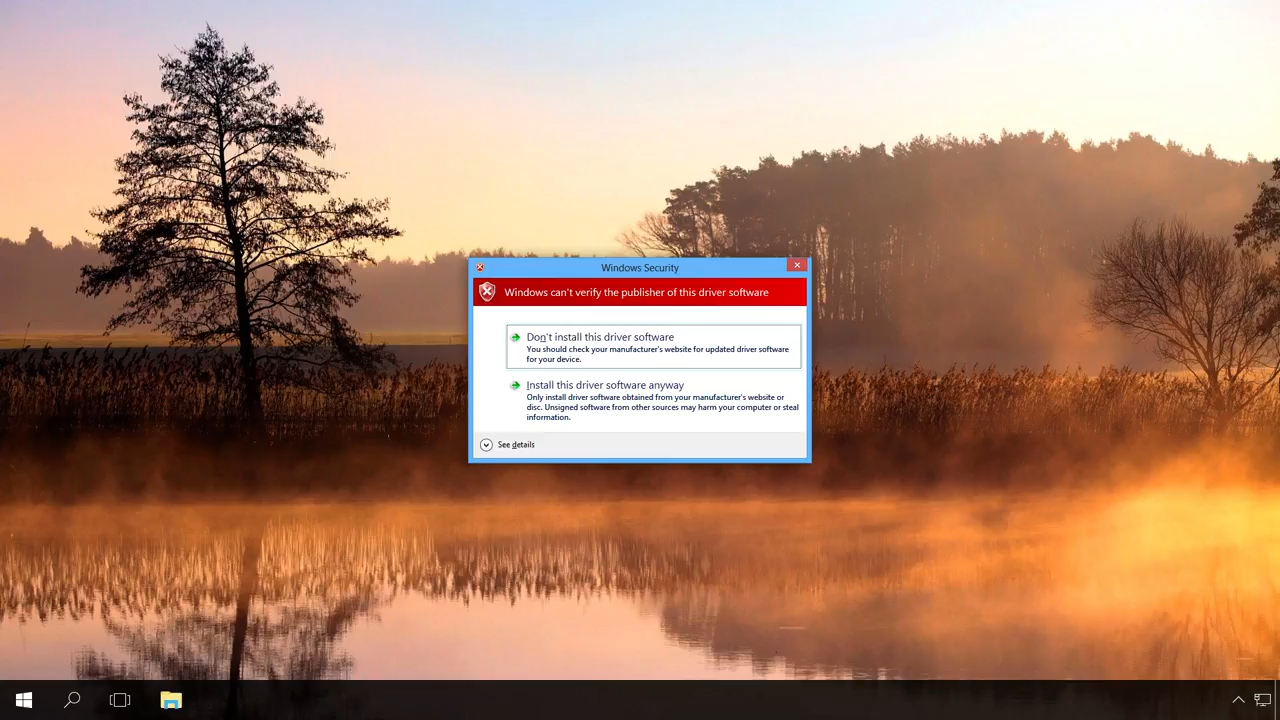 Windows Security
Windows can't verify the publisher of this driver software
Don't install this driver software
You should check your manufacturer's website for updated driver software
for your device.
Install this driver software anyway
Only install driver software obtained from your manufacturer's website or
disc. Unsigned software from other sources may harm your computer or steal
information.
See details